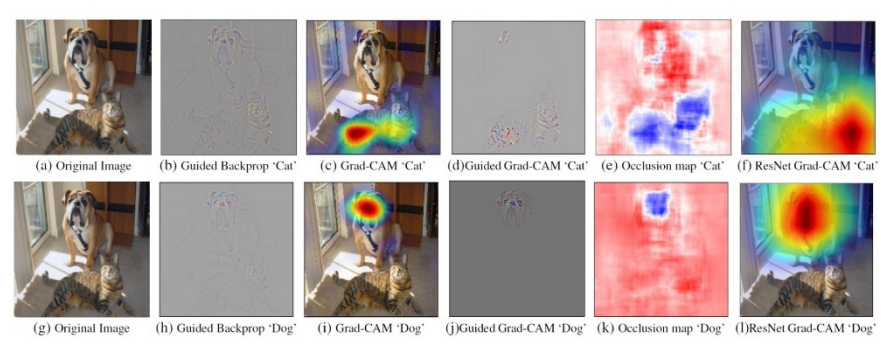 (a) Original Image (b) Guided Backprop ‘Cat’ (c) Grad-CAM ‘Cat’ (d)Guided Grad-CAM ‘Cat’ (e) Occlusion map ‘Cat’ (f) ResNet Grad-CAM ‘Cat’
(g) Original Image (h) Guided Backprop ‘Dog’ (i) Grad-CAM ‘Dog’ (j)Guided Grad-CAM ‘Dog’ (k) Occlusion map ‘Dog’ (l)ResNet Grad-CAM ‘Dog’